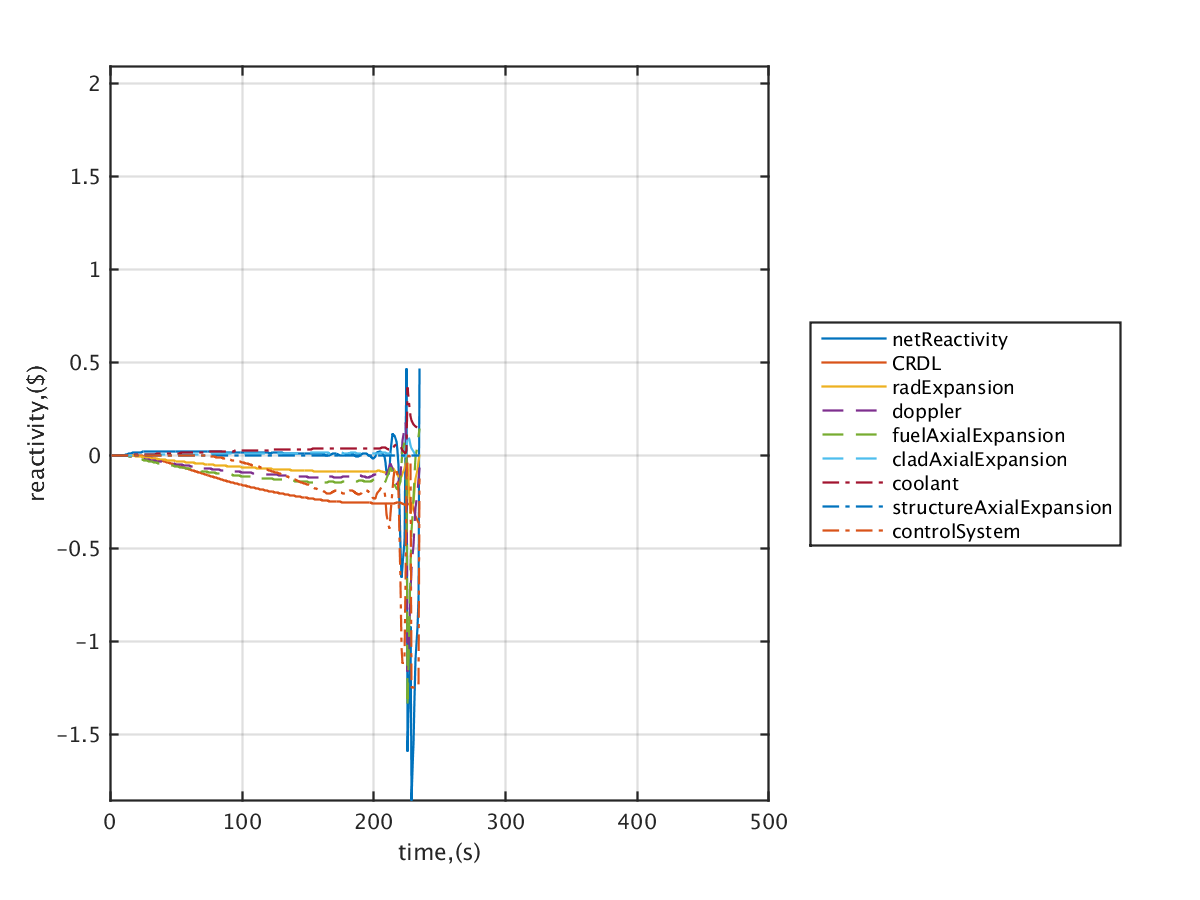 2
1.5
1
0.5
0
−0.5
−1
−1.5
reactivity,($)
0 100 200 300 400 500
time,(s)
netReactivity
CRDL
radExpansion
doppler
fuelAxialExpansion
cladAxialExpansion
coolant
structureAxialExpansion
controlSystem